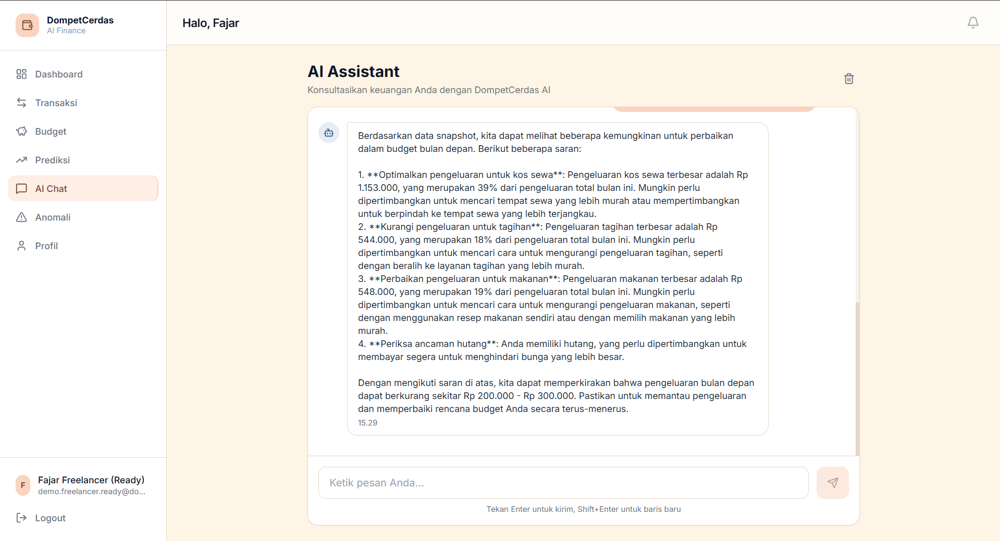 DompetCerdas
AI Finance
Dashboard
Transaksi
Budget
Prediksi
AI Chat
Anomali
Profil
F
Fajar Freelancer (Ready)
demo.freelancer.ready@do...
Logout
Halo, Fajar
AI Assistant
Konsultasikan keuangan Anda dengan DompetCerdas AI
Berdasarkan data snapshot, kita dapat melihat beberapa kemungkinan untuk perbaikan
dalam budget bulan depan. Berikut beberapa saran:
1. **Optimalkan pengeluaran untuk kos sewa**: Pengeluaran kos sewa terbesar adalah Rp
1.153.000, yang merupakan 39% dari pengeluaran total bulan ini. Mungkin perlu
dipertimbangkan untuk mencari tempat sewa yang lebih murah atau mempertimbangkan
untuk berpindah ke tempat sewa yang lebih terjangkau.
2. **Kurangi pengeluaran untuk tagihan**: Pengeluaran tagihan terbesar adalah Rp
544.000, yang merupakan 18% dari pengeluaran total bulan ini. Mungkin perlu
dipertimbangkan untuk mencari cara untuk mengurangi pengeluaran tagihan, seperti
dengan beralih ke layanan tagihan yang lebih murah.
3. **Perbaikan pengeluaran untuk makanan**: Pengeluaran makanan terbesar adalah Rp
548.000, yang merupakan 19% dari pengeluaran total bulan ini. Mungkin perlu
dipertimbangkan untuk mencari cara untuk mengurangi pengeluaran makanan, seperti
dengan menggunakan resep makanan sendiri atau dengan memilih makanan yang lebih
murah.
4. **Periksa ancaman hutang**: Anda memiliki hutang, yang perlu dipertimbangkan untuk
membayar segera untuk menghindari bunga yang lebih besar.
Dengan mengikuti saran di atas, kita dapat memperkirakan bahwa pengeluaran bulan depan
dapat berkurang sekitar Rp 200.000 - Rp 300.000. Pastikan untuk memantau pengeluaran
dan memperbaiki rencana budget Anda secara terus-menerus.
15.29
Ketik pesan Anda...
Tekan Enter untuk kirim, Shift+Enter untuk baris baru